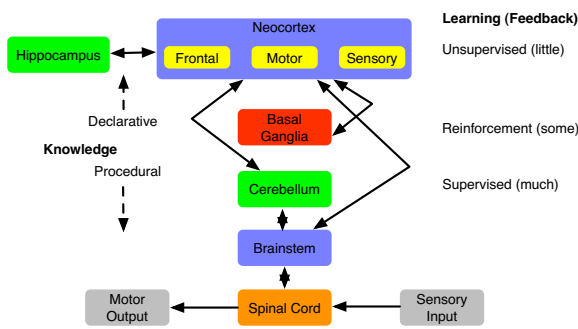 Learning (Feedback)
Neocortex
Hippocampus
Frontal
Motor
Sensory
Unsupervised (little)
Declarative
Basal
Ganglia
Reinforcement (some)
Knowledge
Procedural
Cerebellum
Supervised (much)
Brainstem
Motor
Output
Spinal Cord
Sensory
Input